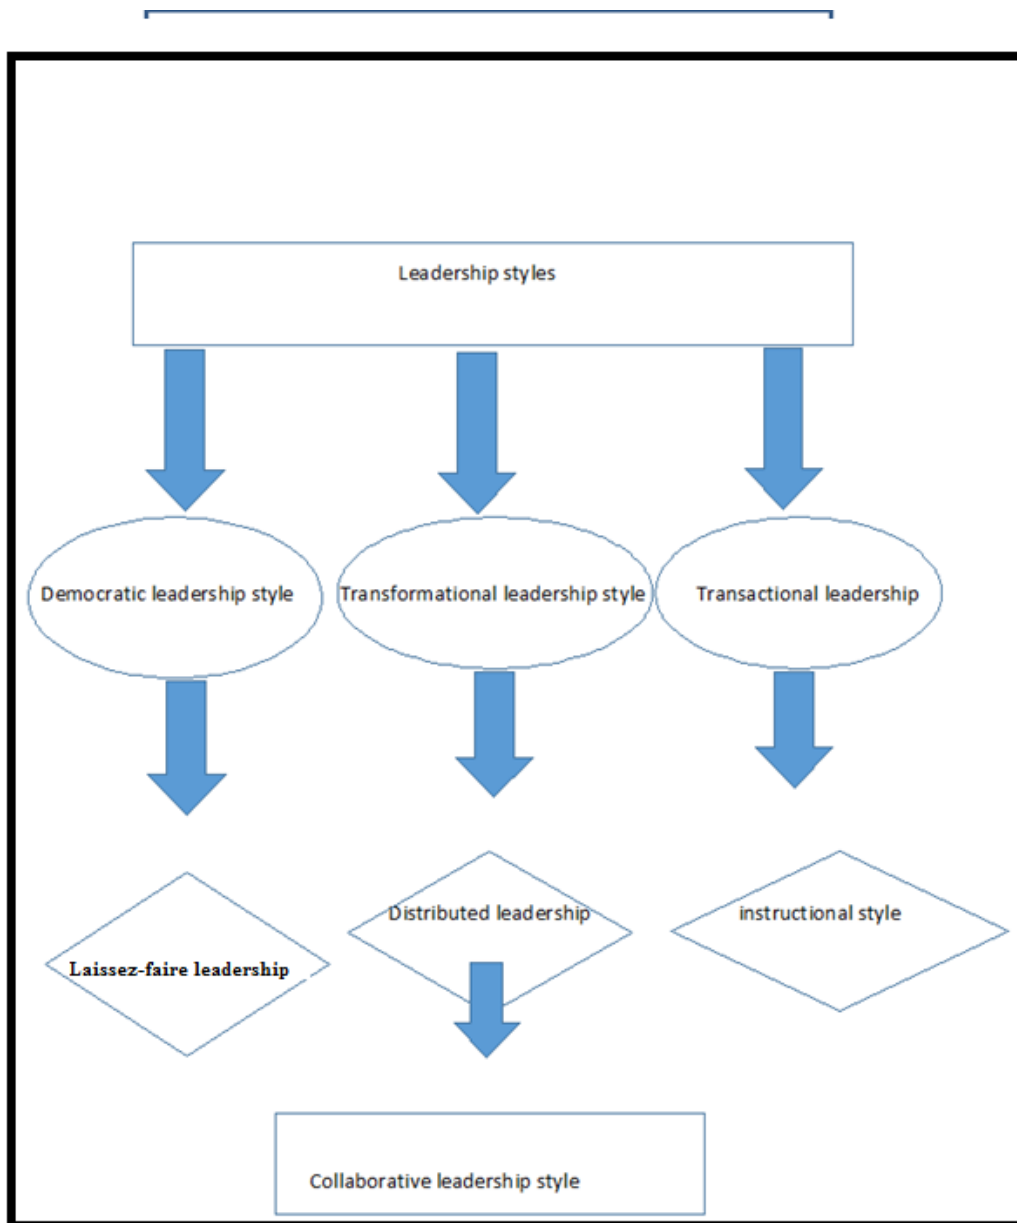 Leadership styles
Democratic leadership style
Transformational leadership style
Transactional leadership
Laissez-faire leadership
Distributed leadership
instructional style
Collaborative leadership style